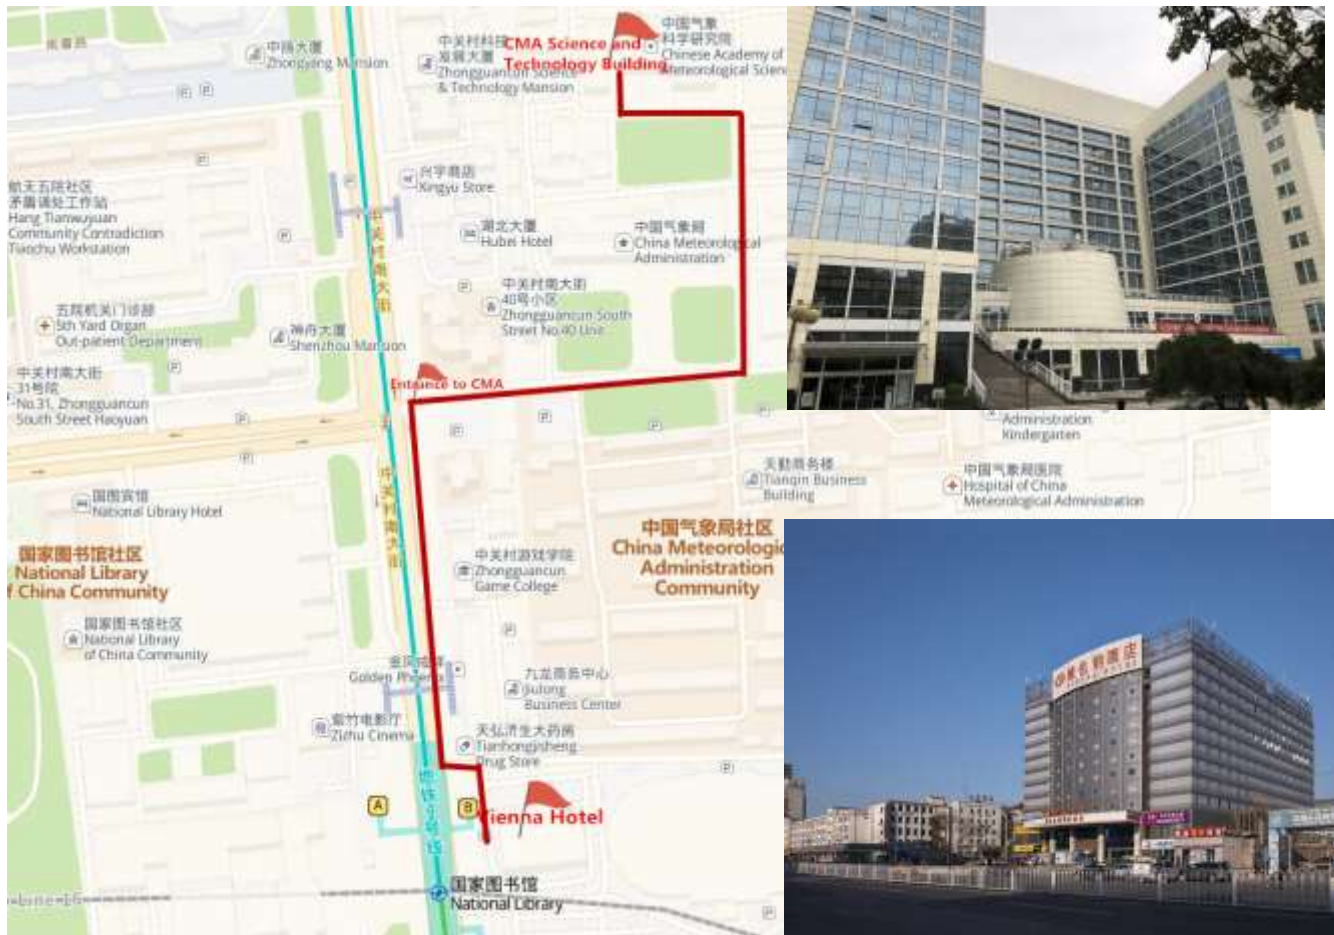 中国气象
科学研究院
Chinese Academy of
Meteorological Scienc
CMA Science and
Technology Building
中关村科技
发展大厦
Zhongguancun Science
& Technology Mansion
Zhongyang Mansion
兴宇商店
Xingyu Store
航天五院社区
矛盾调处工作站
Hang Tianwuyuan
Community Contradiction
Tiaochu Workstation
湖北大厦
Hubei Hotel
中国气象局
China Meteorological
Administration
中关村南大街
中关村南大街
40号小区
Zhongguancun South
Street No.40 Unit
五院机关门诊部
5th Yard Organ
Out-patient Department
神舟大厦
Shenzhou Mansion
中关村南大街
31号院
No.31, Zhongguancun
South Street Haoyuan
Entrance to CMA
Administration
Kindergarten
天勤商务楼
Tianqin Business
Building
中国气象局医院
Hospital of China
Meteorological Administration
国图宾馆
National Library Hotel
中关村南大街
中国气象局社区
China Meteorologic
Administration
Community
国家图书馆社区
National Library
f China Community
中关村游戏学院
Zhongguancun
Game College
国家图书馆社区
National Library
of China Community
Golden Phoenix
九龙商务中心
Jiulong
Business Center
紫竹电影厅
Zizhu Cinema
天弘济生大药房
Tianhongjisheng
Drug Store
地铁9号线
A
B
Vienna Hotel
国家图书馆
National Library
维也纳酒店